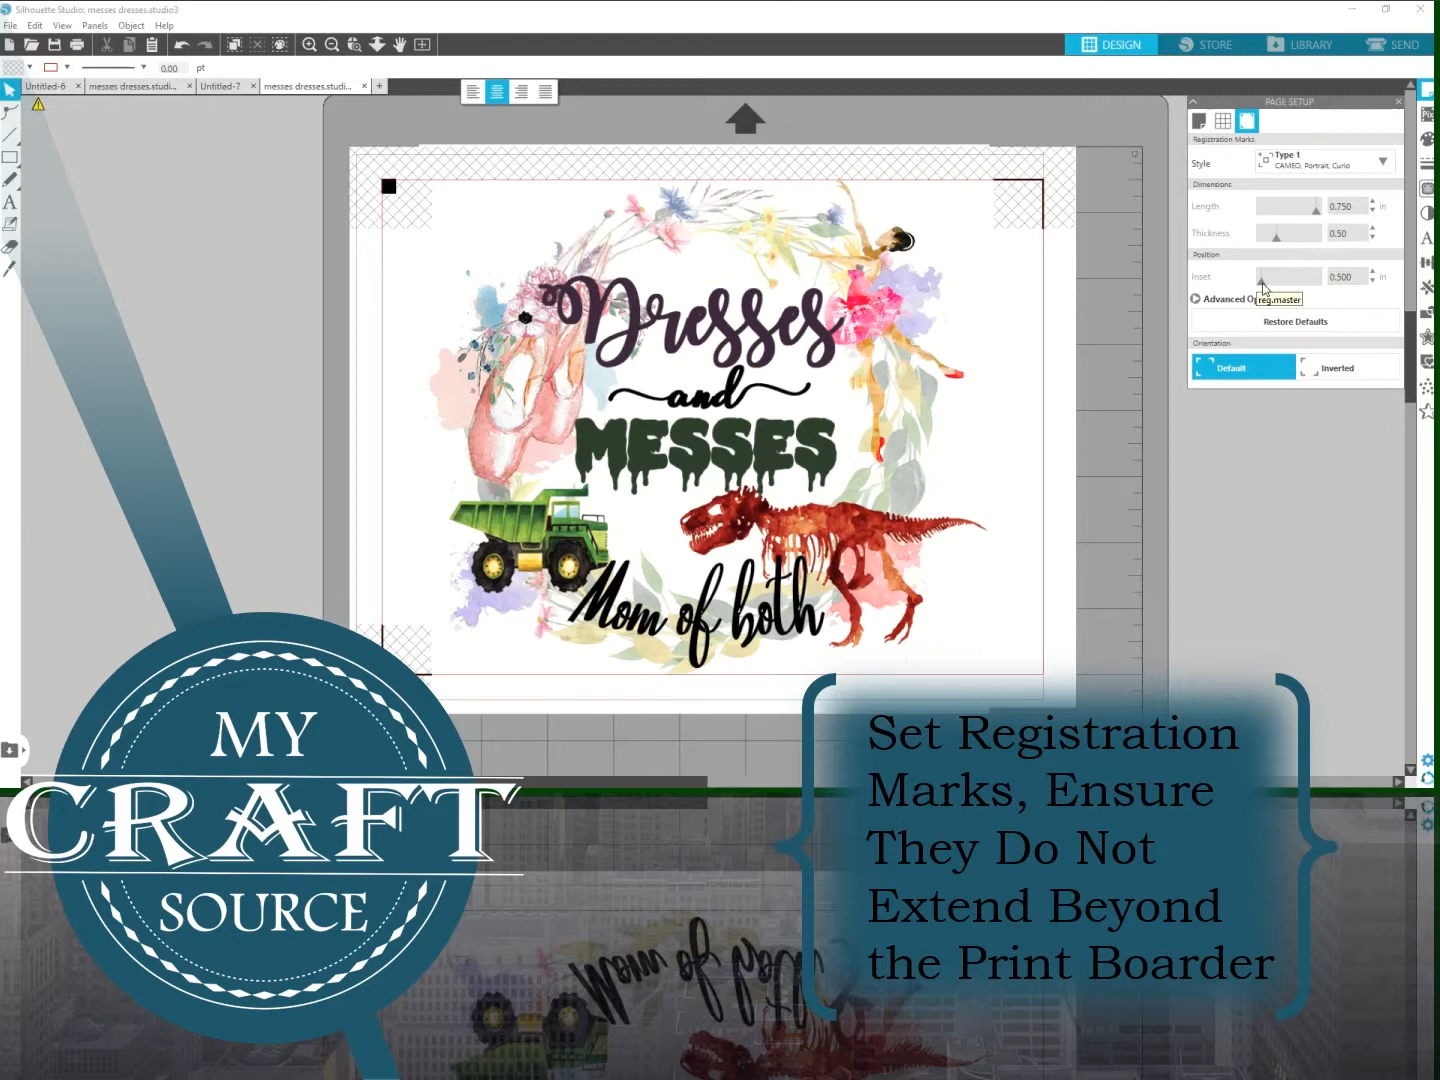 Silhouette Studio: messes dresses.studio3
File Edit View Panels Object Help
DESIGN STORE LIBRARY SEND
0.00 pt
Untitled-6 × messes dresses.studi... × Untitled-7 × messes dresses.studi... × +
PAGE SETUP
Registration Marks
Style
Type 1
CAMEO, Portrait, Curio
Dimensions
Length 0.750 in
Thickness 0.50
Position
Inset 0.500 in
Advanced Op
reg.master
Restore Defaults
Orientation
Default Inverted
12
Dresses
and
MESSES
Mom of both
MY
CRAFT
SOURCE
Set Registration
Marks, Ensure
They Do Not
Extend Beyond
the Print Boarder